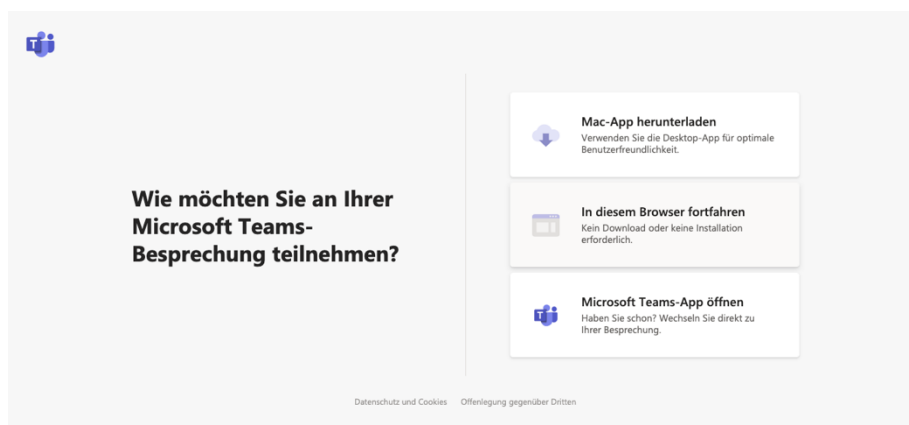 Wie möchten Sie an Ihrer
Microsoft Teams-
Besprechung teilnehmen?
Mac-App herunterladen
Verwenden Sie die Desktop-App für optimale
Benutzerfreundlichkeit.
In diesem Browser fortfahren
Kein Download oder keine Installation
erforderlich.
Microsoft Teams-App öffnen
Haben Sie schon? Wechseln Sie direkt zu
Ihrer Besprechung.
Datenschutz und Cookies Offenlegung gegenüber Dritten